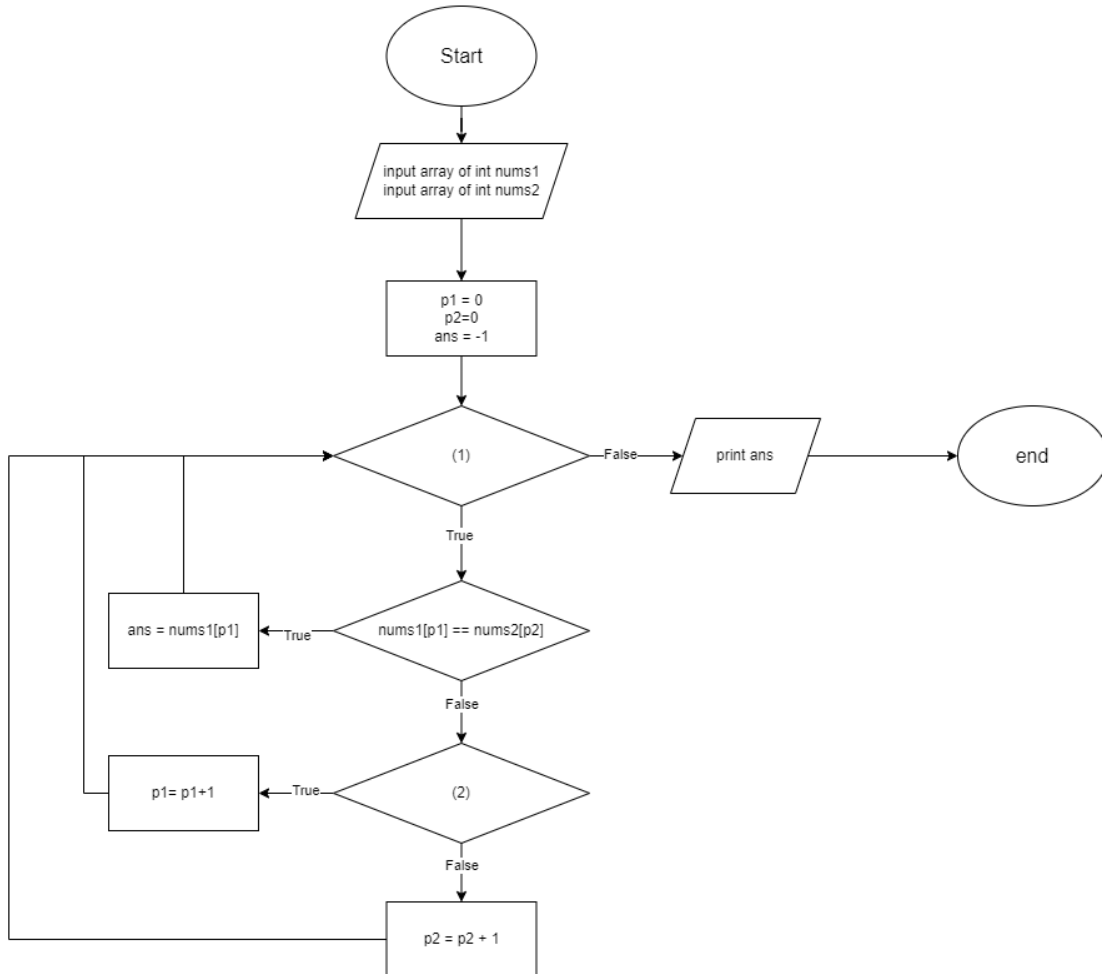 Start
input array of int nums1
input array of int nums2
p1 = 0
p2=0
ans = -1
(1)
False
print ans
end
True
ans = nums1[p1]
True
nums1[p1] == nums2[p2]
False
p1= p1+1
True
(2)
False
p2 = p2 + 1